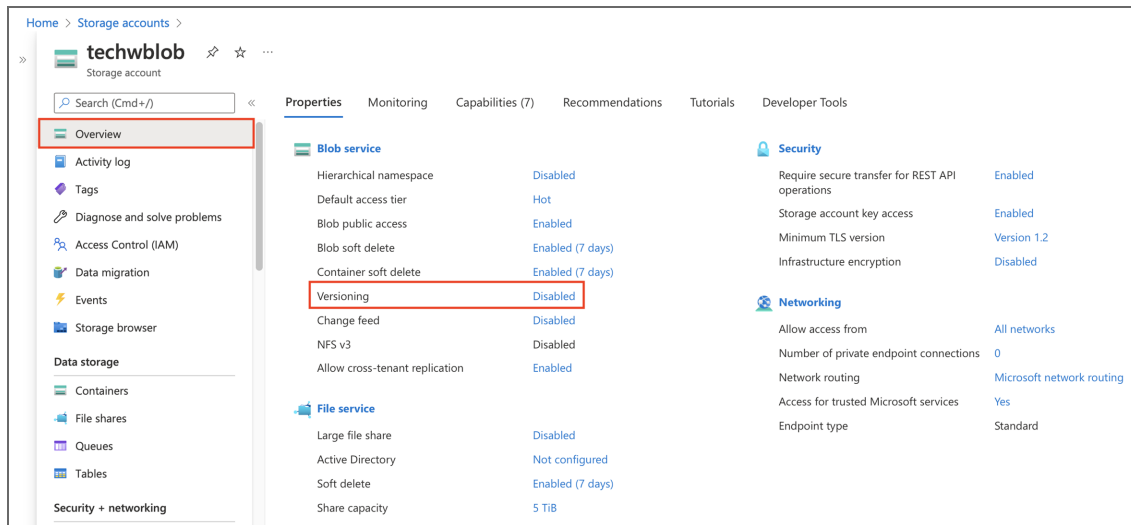 Home > Storage accounts >
techwblob
Storage account
Search (Cmd+/)
Overview
Activity log
Tags
Diagnose and solve problems
Access Control (IAM)
Data migration
Events
Storage browser
Data storage
Containers
File shares
Queues
Tables
Security + networking
Properties Monitoring Capabilities (7) Recommendations Tutorials Developer Tools
Blob service
Hierarchical namespace Disabled
Default access tier Hot
Blob public access Enabled
Blob soft delete Enabled (7 days)
Container soft delete Enabled (7 days)
Versioning Disabled
Change feed Disabled
NFS v3 Disabled
Allow cross-tenant replication Enabled
File service
Large file share Disabled
Active Directory Not configured
Soft delete Enabled (7 days)
Share capacity 5 TiB
Security
Require secure transfer for REST API Enabled
operations
Storage account key access Enabled
Minimum TLS version Version 1.2
Infrastructure encryption Disabled
Networking
Allow access from All networks
Number of private endpoint connections 0
Network routing Microsoft network routing
Access for trusted Microsoft services Yes
Endpoint type Standard